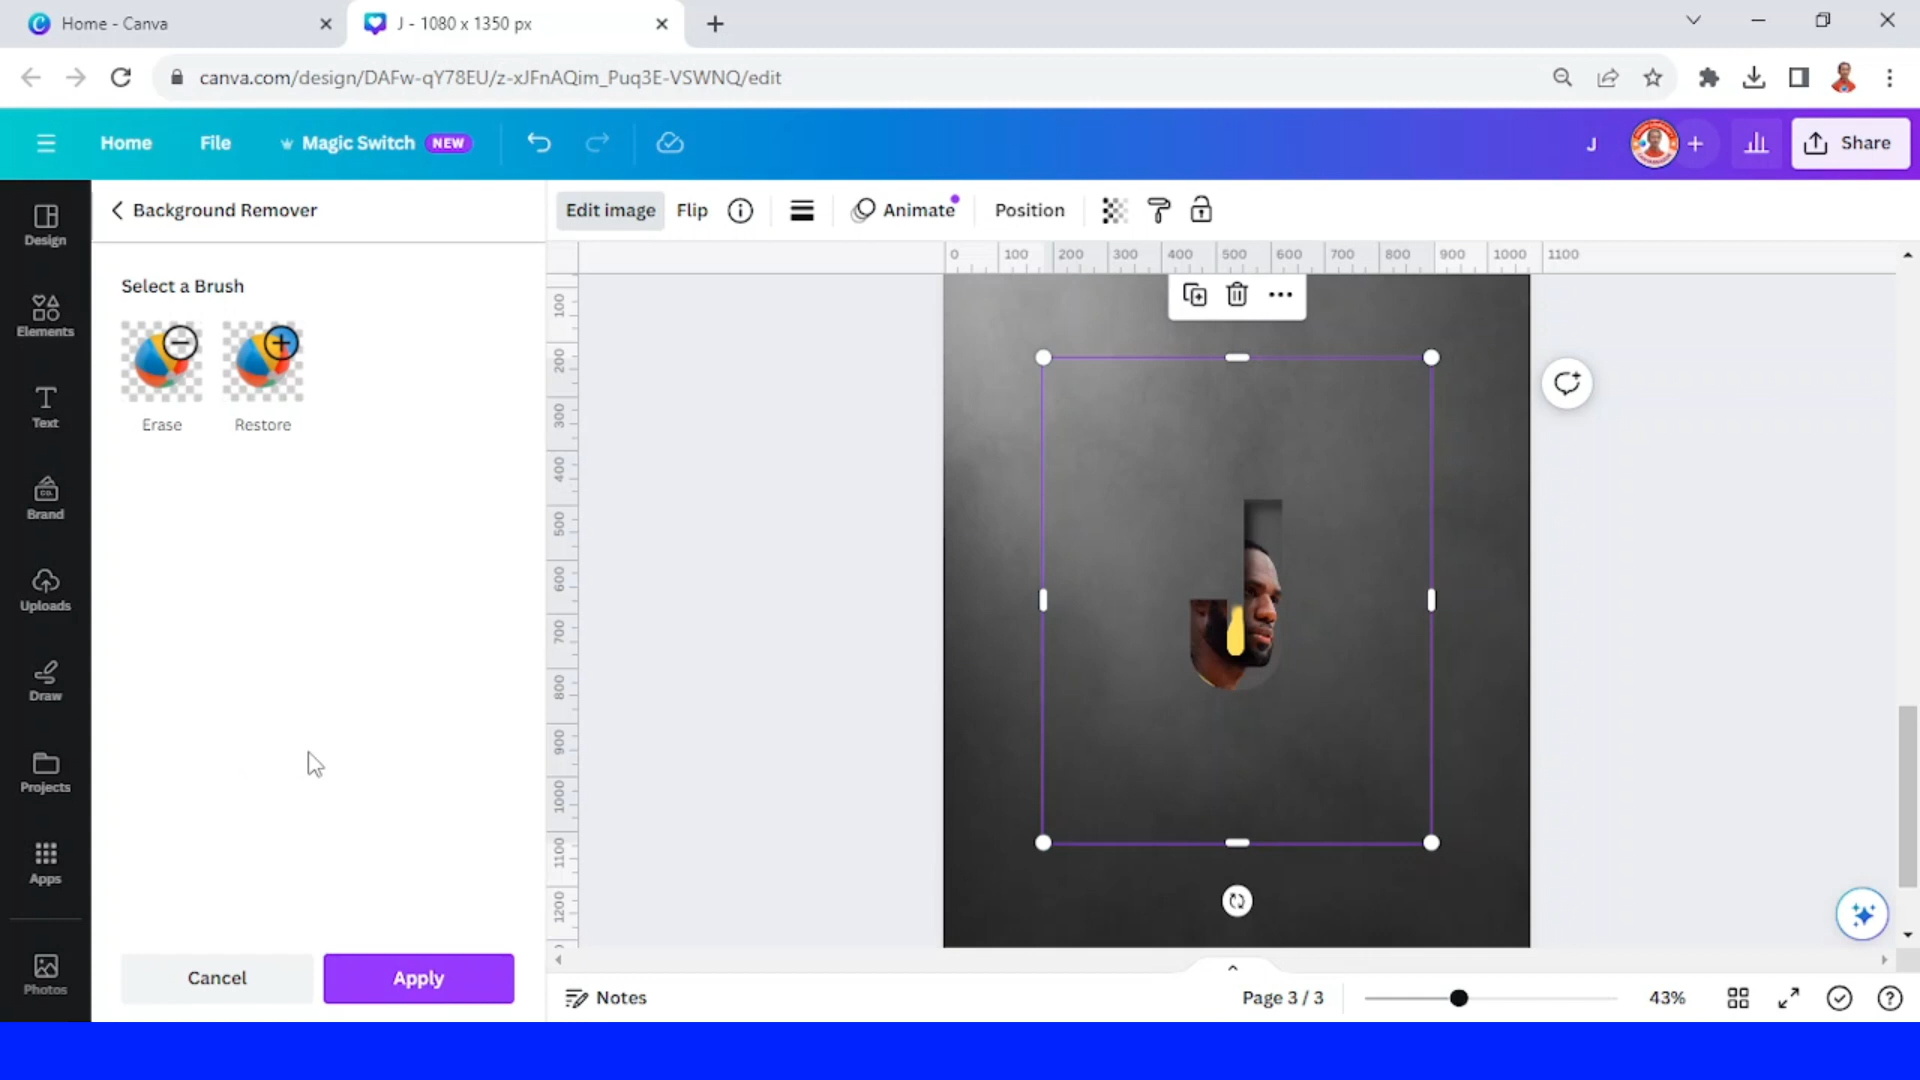 Home - Canva
J - 1080 x 1350 px
canva.com/design/DAFw-qY78EU/z-xJFnAQim_Puq3E-VSWNQ/edit
Home File Magic Switch NEW J Share
Design
Elements
Text
Brand
Uploads
Draw
Projects
Apps
Photos
Background Remover
Select a Brush
Erase Restore
Cancel Apply
Edit image Flip Animate Position
0 100 200 300 400 500 600 700 800 900 1000 1100
100
200
300
400
500
600
700
800
900
1000
1100
1200
CO.
Notes Page 3 / 3 43%